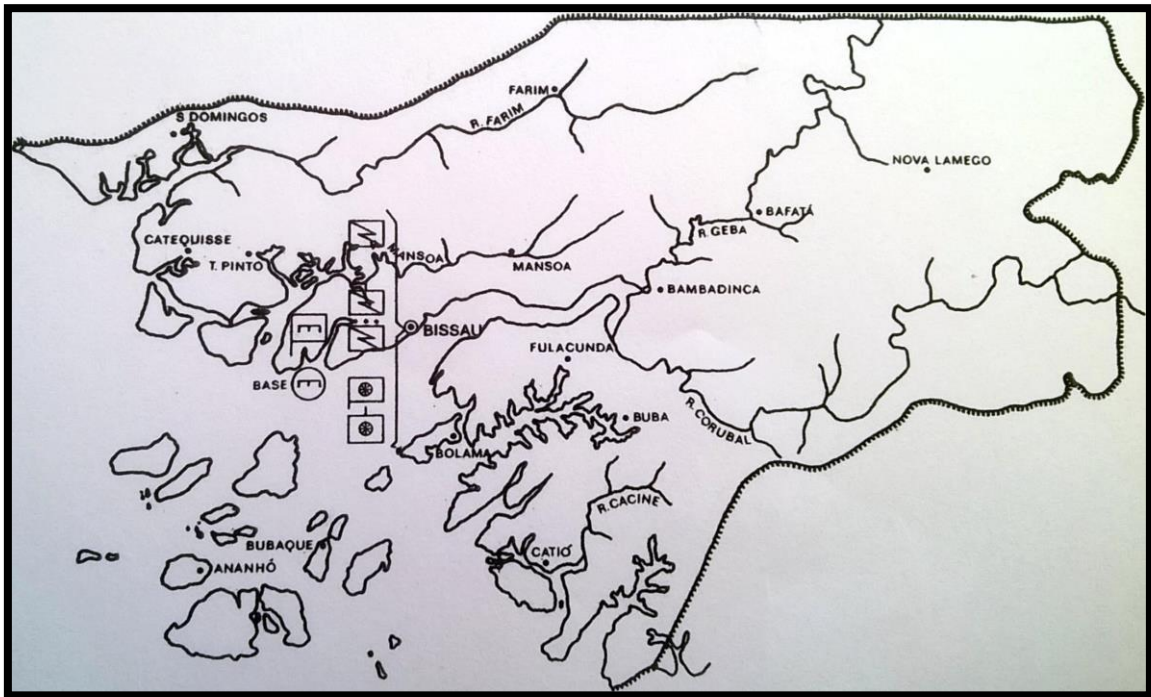 FARIM
R. FARIM
S DOMINGOS
NOVA LAMEGO
BAFATÁ
R. GEBA
CATEQUISSE
T. PINTO
MANSOA
BAMBADINCA
BISSAU
FULACUNDA
BASE
BUBA
R. CORUBAL
BOLAMA
R. CACINE
BUBAQUE
CATIÓ
ANANHÓ